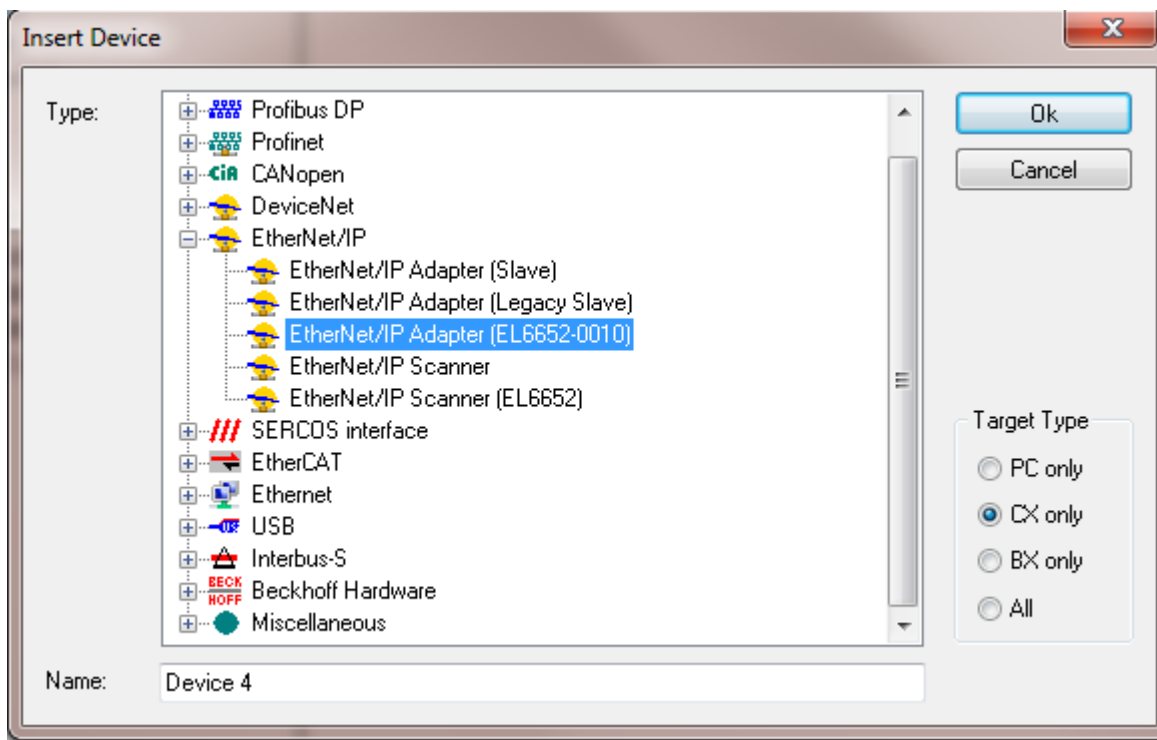 Insert Device
Type:
Profibus DP
Profinet
CiA CANopen
DeviceNet
EtherNet/IP
EtherNet/IP Adapter (Slave)
EtherNet/IP Adapter (Legacy Slave)
EtherNet/IP Adapter (EL6652-0010)
EtherNet/IP Scanner
EtherNet/IP Scanner (EL6652)
SERCOS interface
EtherCAT
Ethernet
USB USB
Interbus-S
BECK HOFF Beckhoff Hardware
Miscellaneous
Name: Device 4
Ok
Cancel
Target Type
PC only
CX only
BX only
All